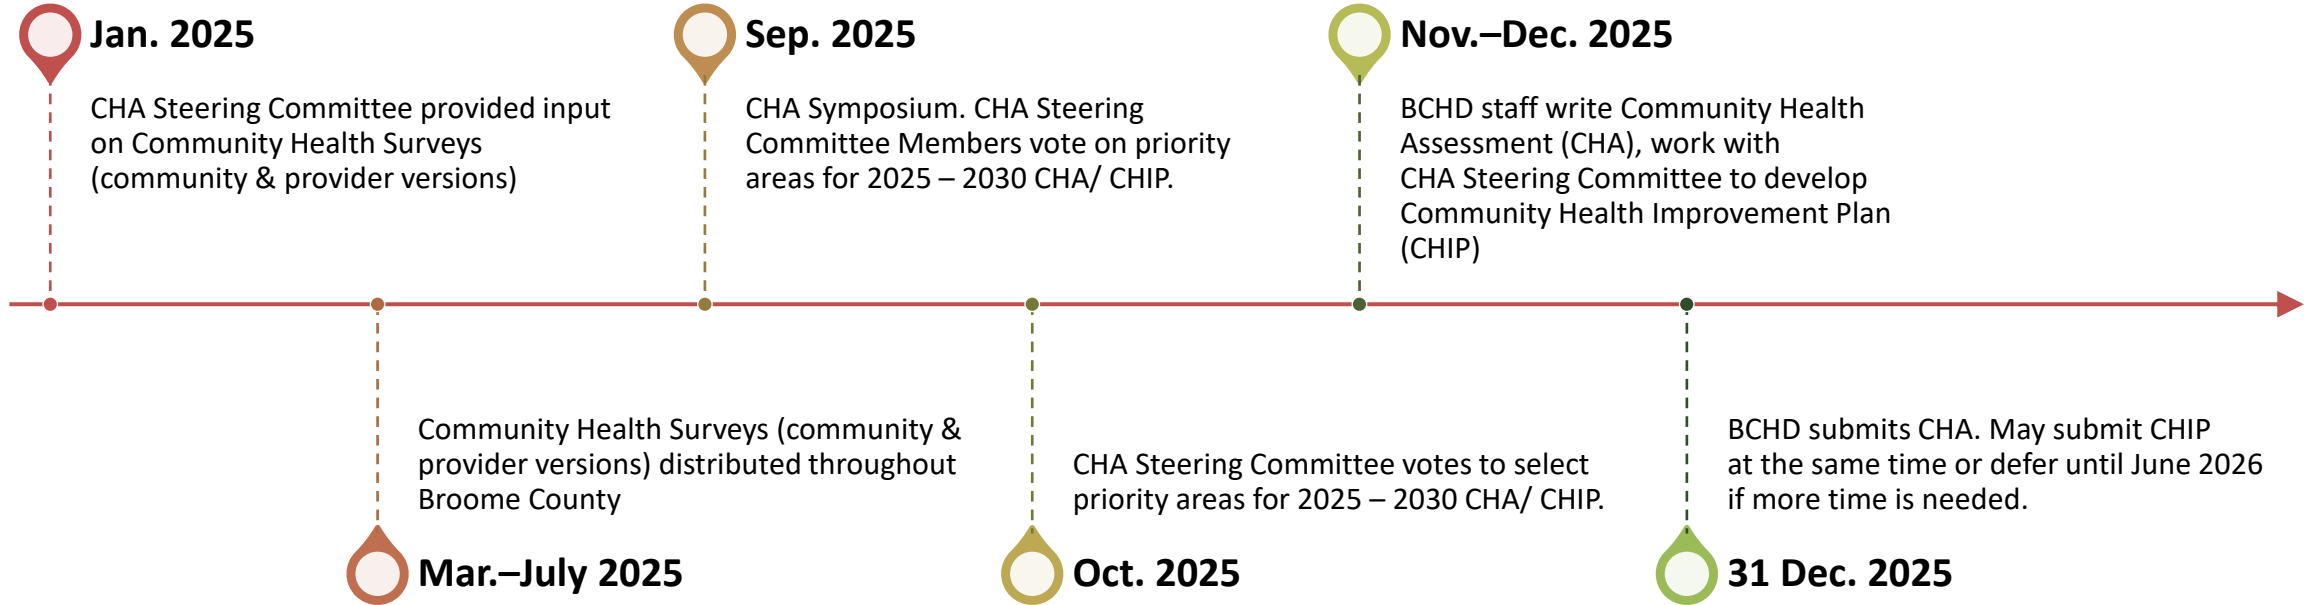 Jan. 2025
CHA Steering Committee provided input
on Community Health Surveys
(community & provider versions)
Mar.–July 2025
Community Health Surveys (community &
provider versions) distributed throughout
Broome County
Sep. 2025
CHA Symposium. CHA Steering
Committee Members vote on priority
areas for 2025 – 2030 CHA/ CHIP.
Oct. 2025
CHA Steering Committee votes to select
priority areas for 2025 – 2030 CHA/ CHIP.
Nov.–Dec. 2025
BCHD staff write Community Health
Assessment (CHA), work with
CHA Steering Committee to develop
Community Health Improvement Plan
(CHIP)
31 Dec. 2025
BCHD submits CHA. May submit CHIP
at the same time or defer until June 2026
if more time is needed.